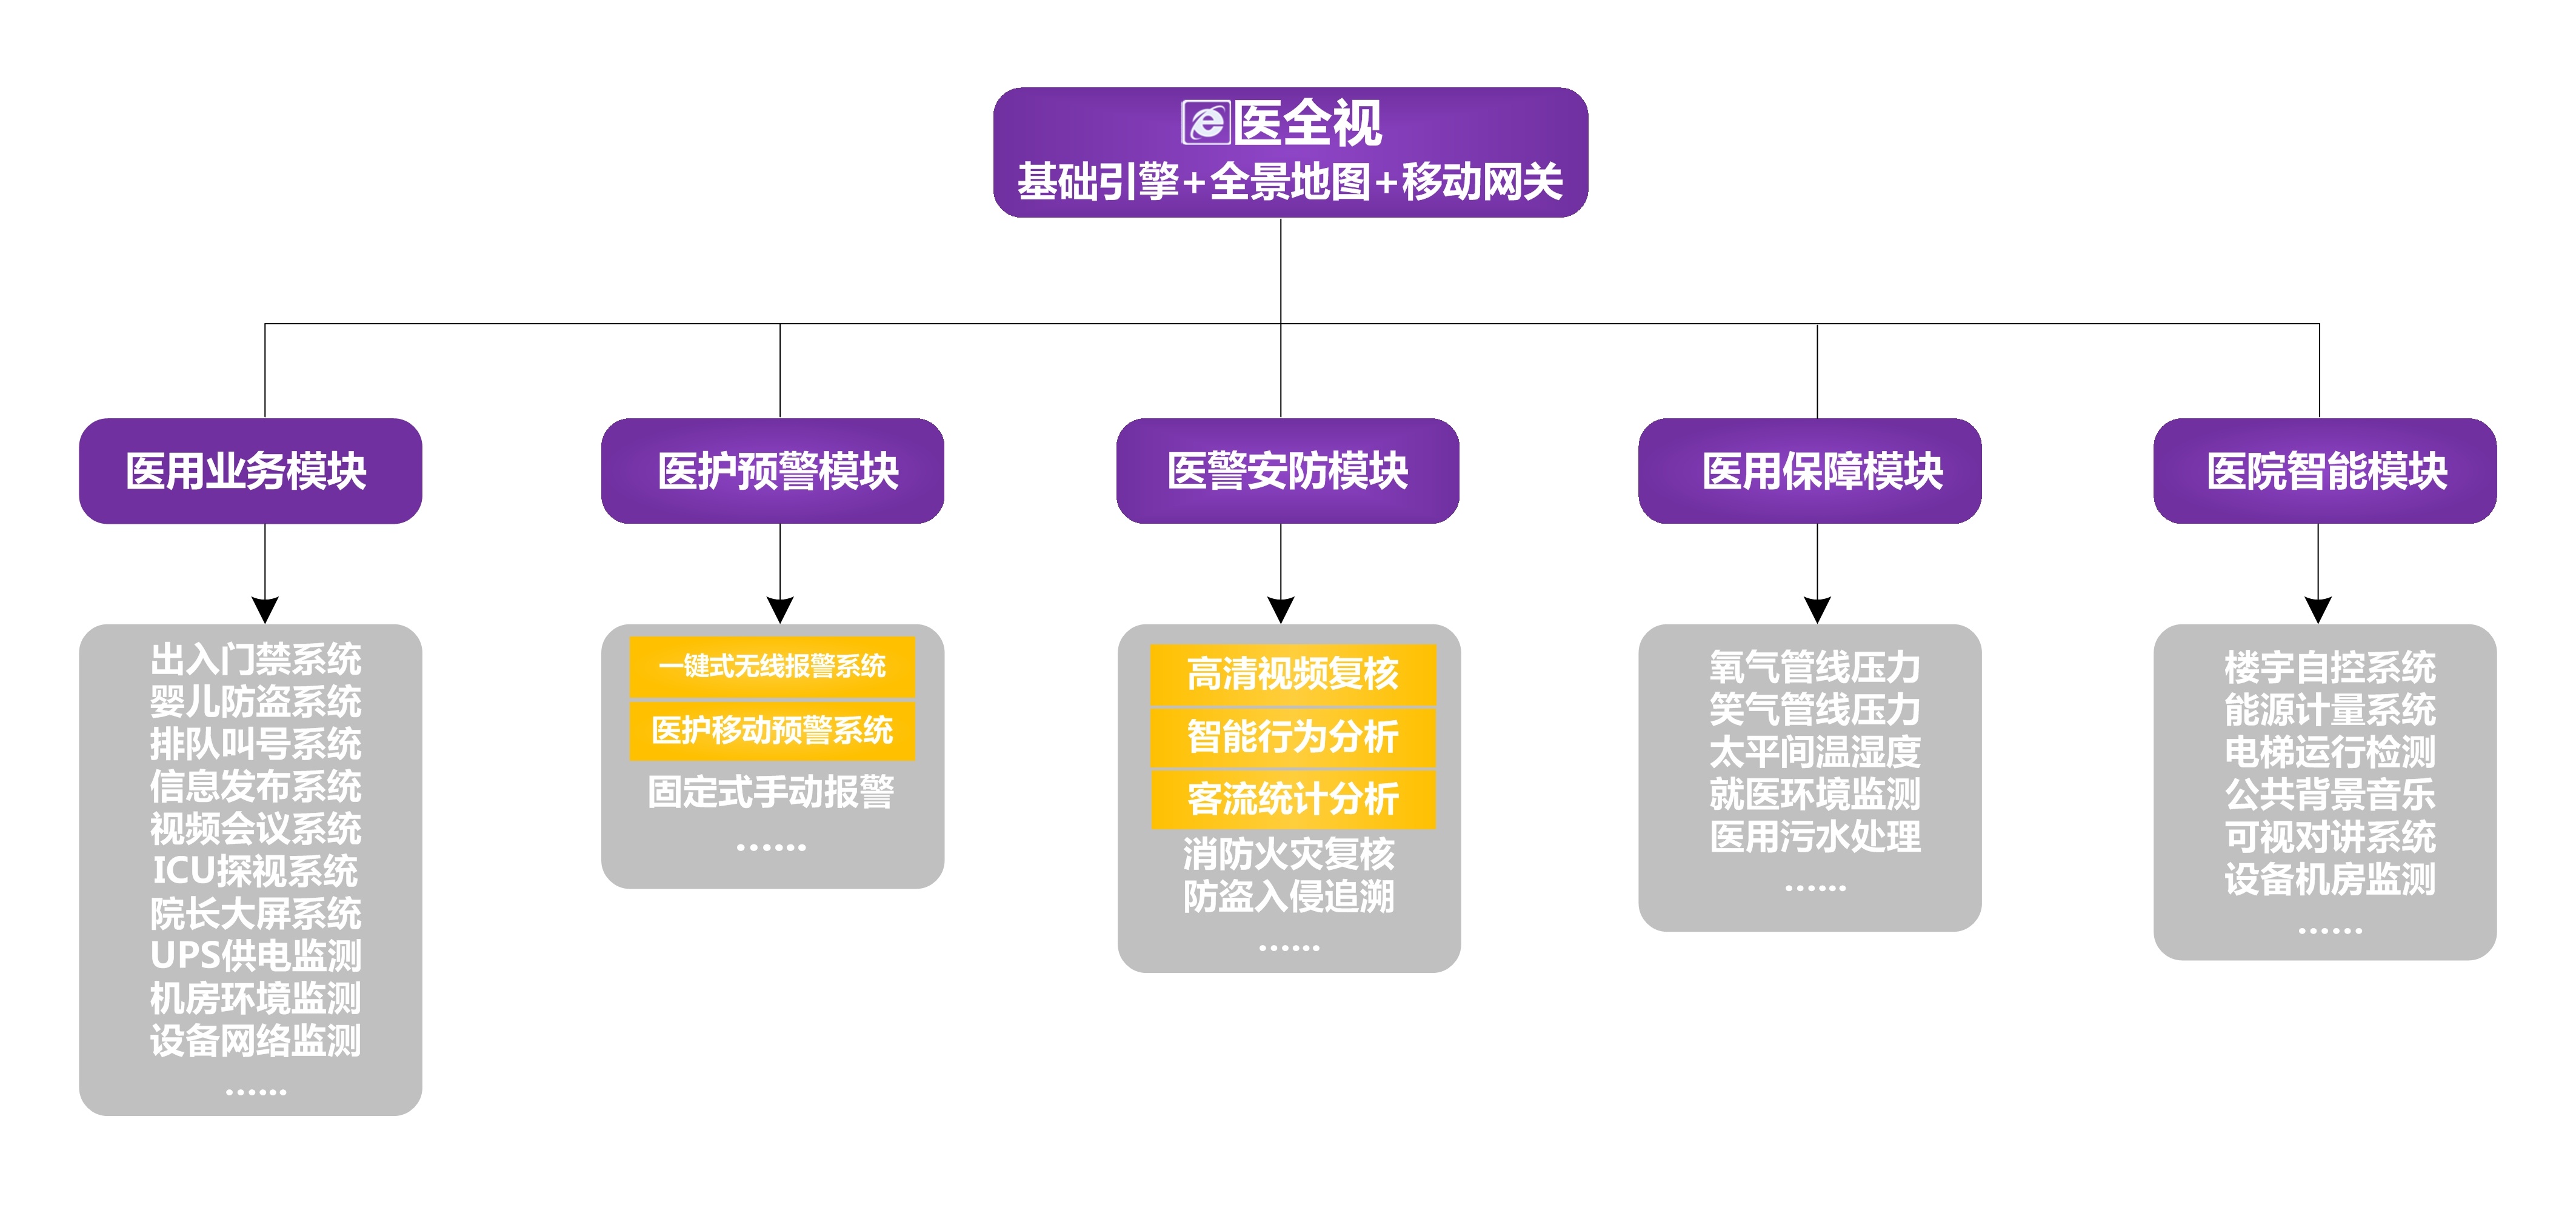 医全视
基础引擎+全景地图+移动网关
医用业务模块
出入门禁系统
婴儿防盗系统
排队叫号系统
信息发布系统
视频会议系统
ICU探视系统
院长大屏系统
UPS供电监测
机房环境监测
设备网络监测
......
医护预警模块
一键式无线报警系统
医护移动预警系统
固定式手动报警
......
医警安防模块
高清视频复核
智能行为分析
客流统计分析
消防火灾复核
防盗入侵追溯
......
医用保障模块
氧气管线压力
笑气管线压力
太平间温湿度
就医环境监测
医用污水处理
......
医院智能模块
楼宇自控系统
能源计量系统
电梯运行检测
公共背景音乐
可视对讲系统
设备机房监测
......